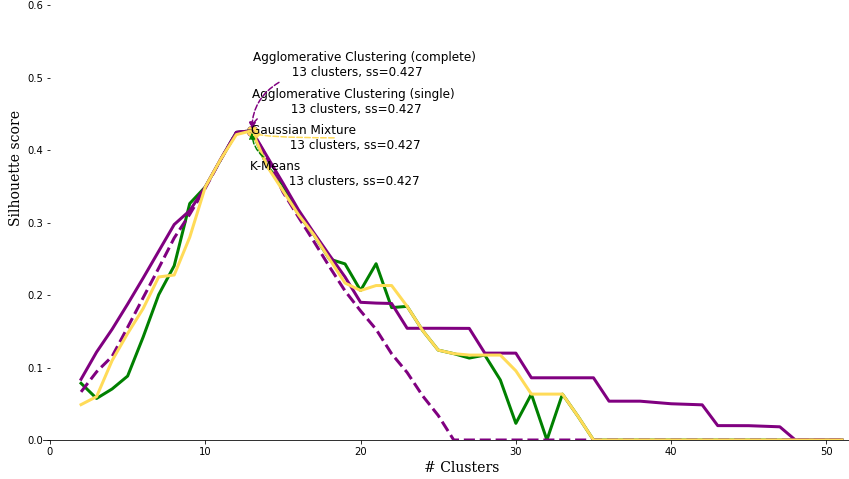 0.6
Agglomerative Clustering (complete)
13 clusters, ss=0.427
0.5
Agglomerative Clustering (single)
13 clusters, ss=0.427
Gaussian Mixture
13 clusters, ss=0.427
0.4
K-Means
13 clusters, ss=0.427
0.3
0.2
0.1
0.0
Silhouette score
0 10 20 30 40 50
# Clusters